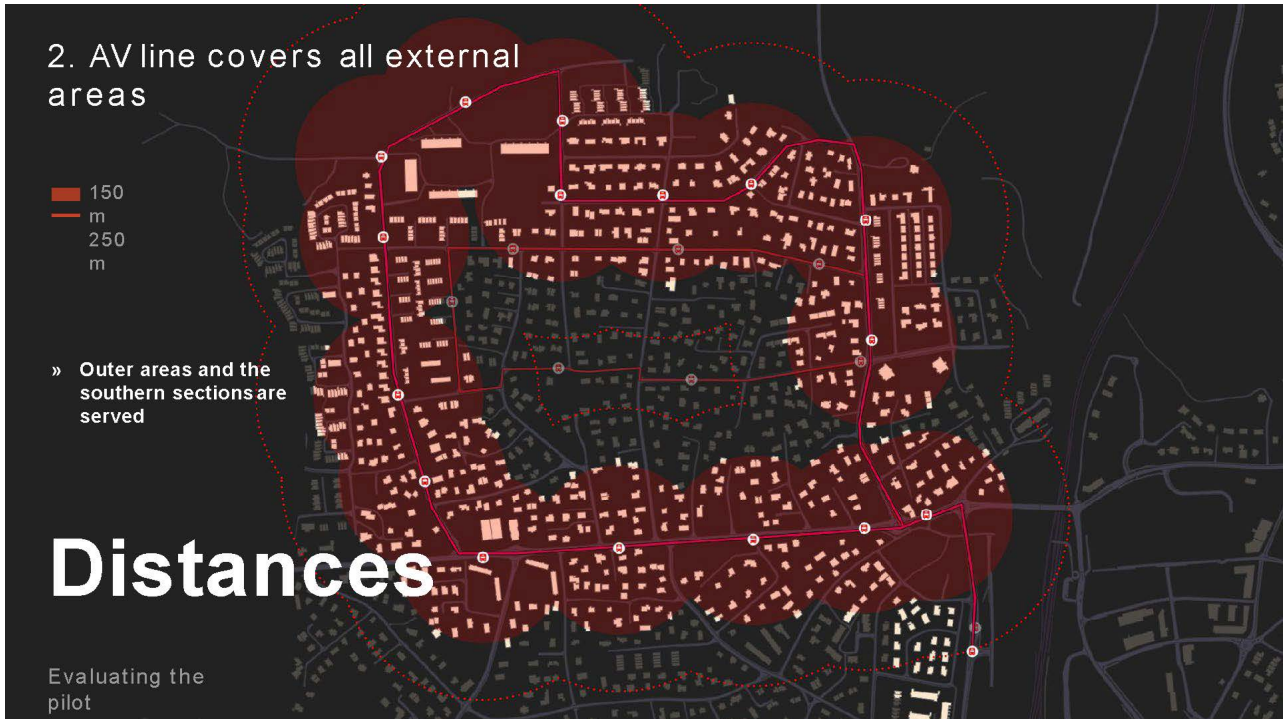 2. AV line covers all external
areas
150
m
250
m
» Outer areas and the
southern sections are
served
Distances
Evaluating the
pilot